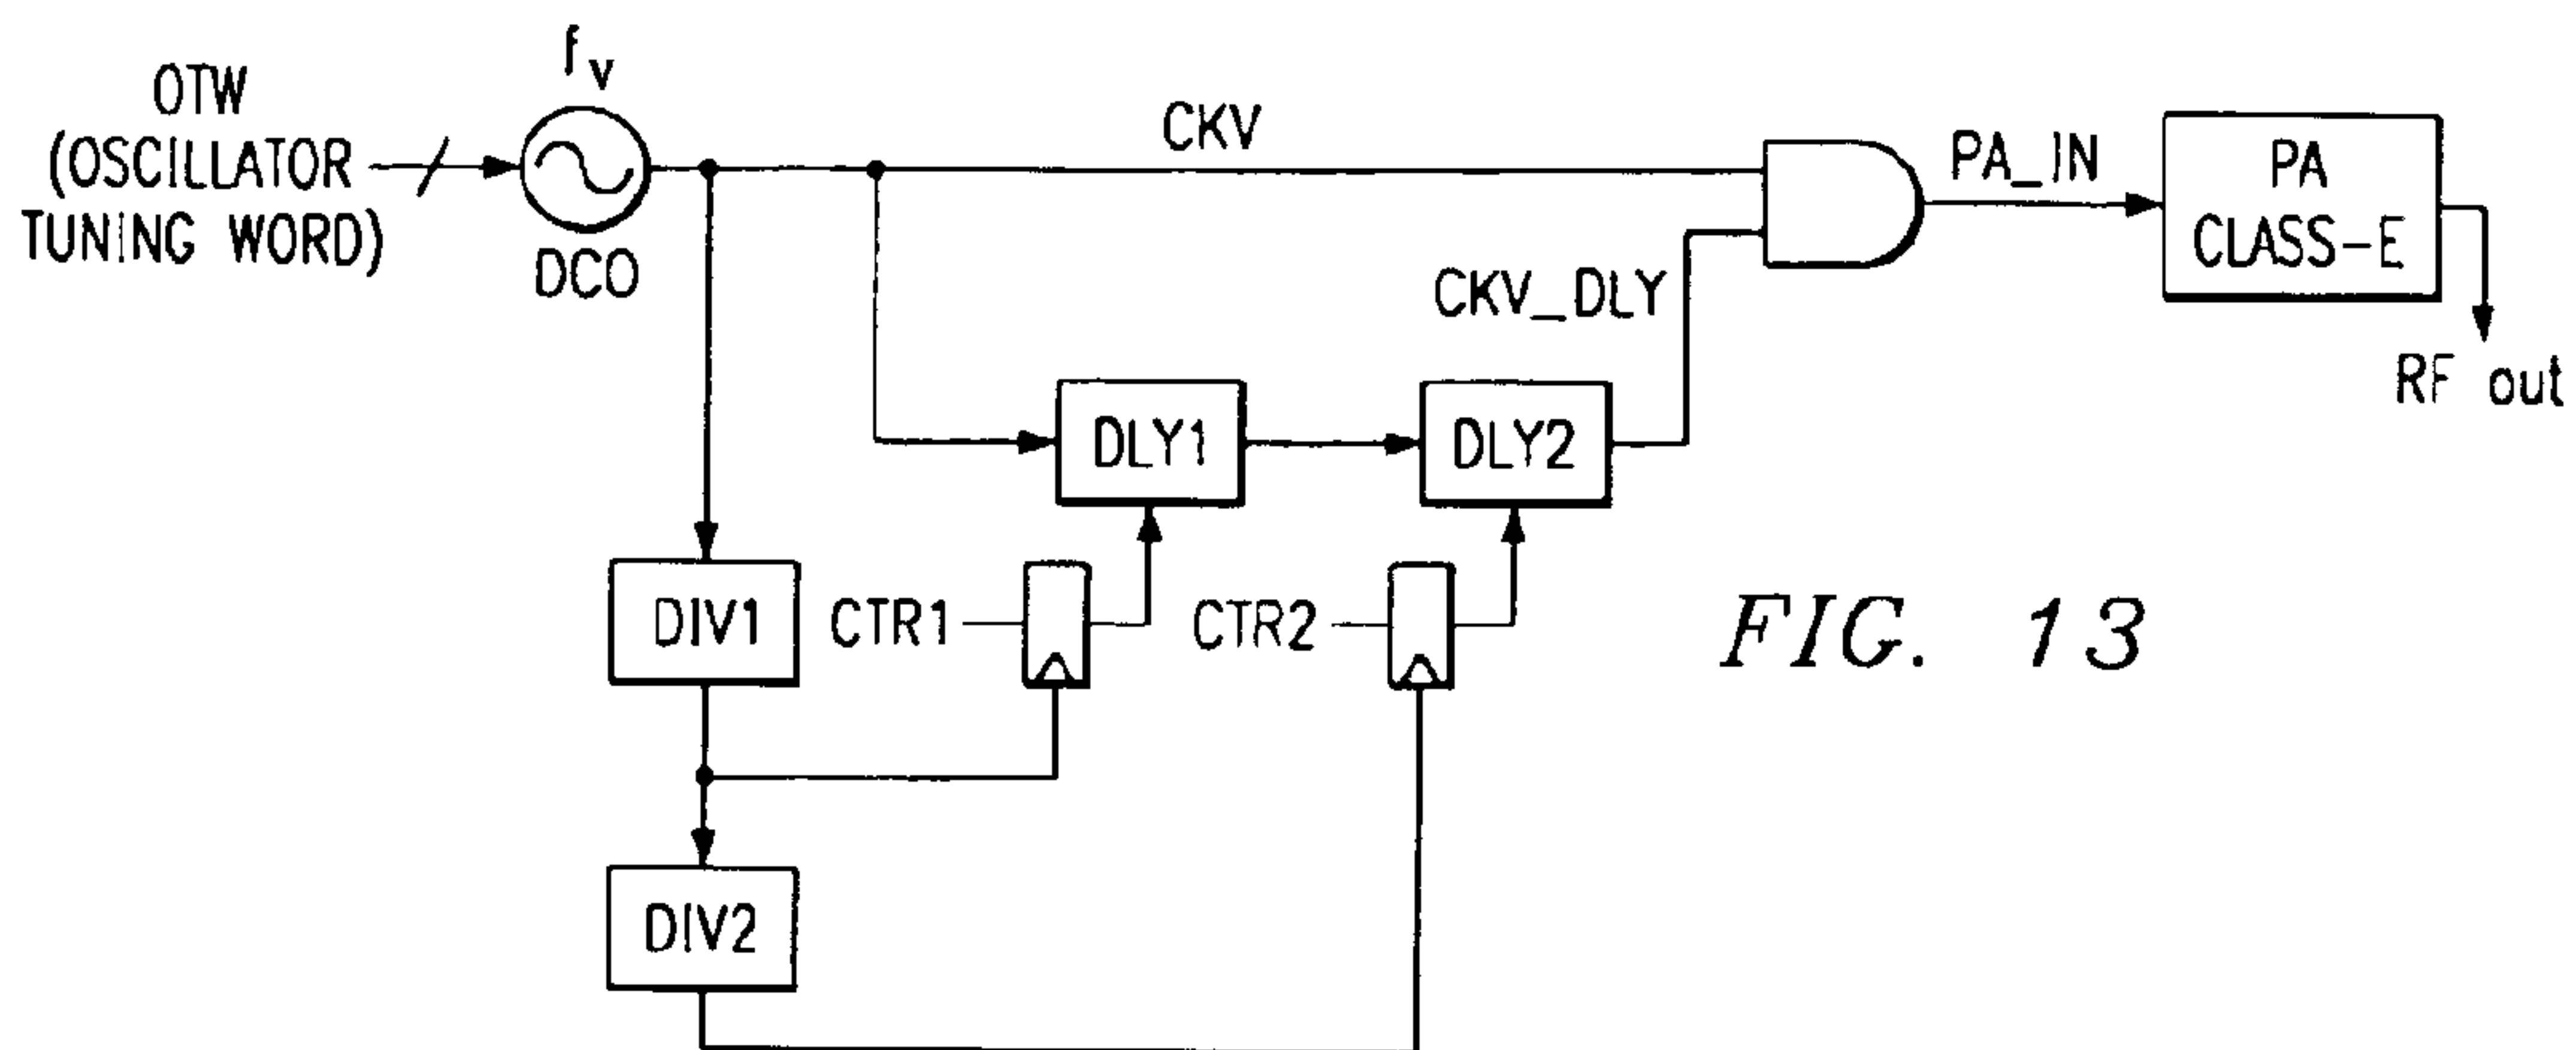 fv
OTW
(OSCILLATOR
TUNING WORD)
DCO
CKV
PA_IN
PA
CLASS-E
CKV_DLY
RF out
DLY1
DLY2
DIV1
CTR1
CTR2
FIG. 13
DIV2